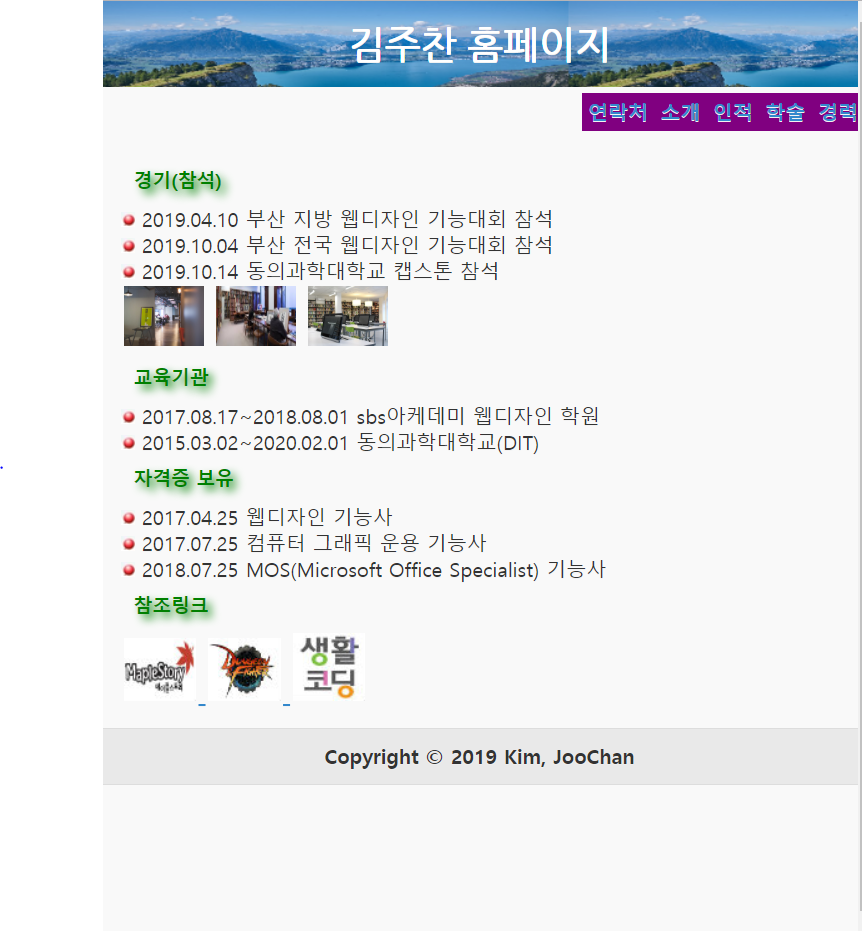 김주찬 홈페이지
연락처 소개 인적 학술 경력
경기(참석)
2019.04.10 부산 지방 웹디자인 기능대회 참석
2019.10.04 부산 전국 웹디자인 기능대회 참석
2019.10.14 동의과학대학교 캡스톤 참석
교육기관
2017.08.17~2018.08.01 sbs아케데미 웹디자인 학원
2015.03.02~2020.02.01 동의과학대학교(DIT)
자격증 보유
2017.04.25 웹디자인 기능사
2017.07.25 컴퓨터 그래픽 운용 기능사
2018.07.25 MOS(Microsoft Office Specialist) 기능사
참조링크
MapleStory
메이플스토리
생활
코딩
Copyright © 2019 Kim, JooChan